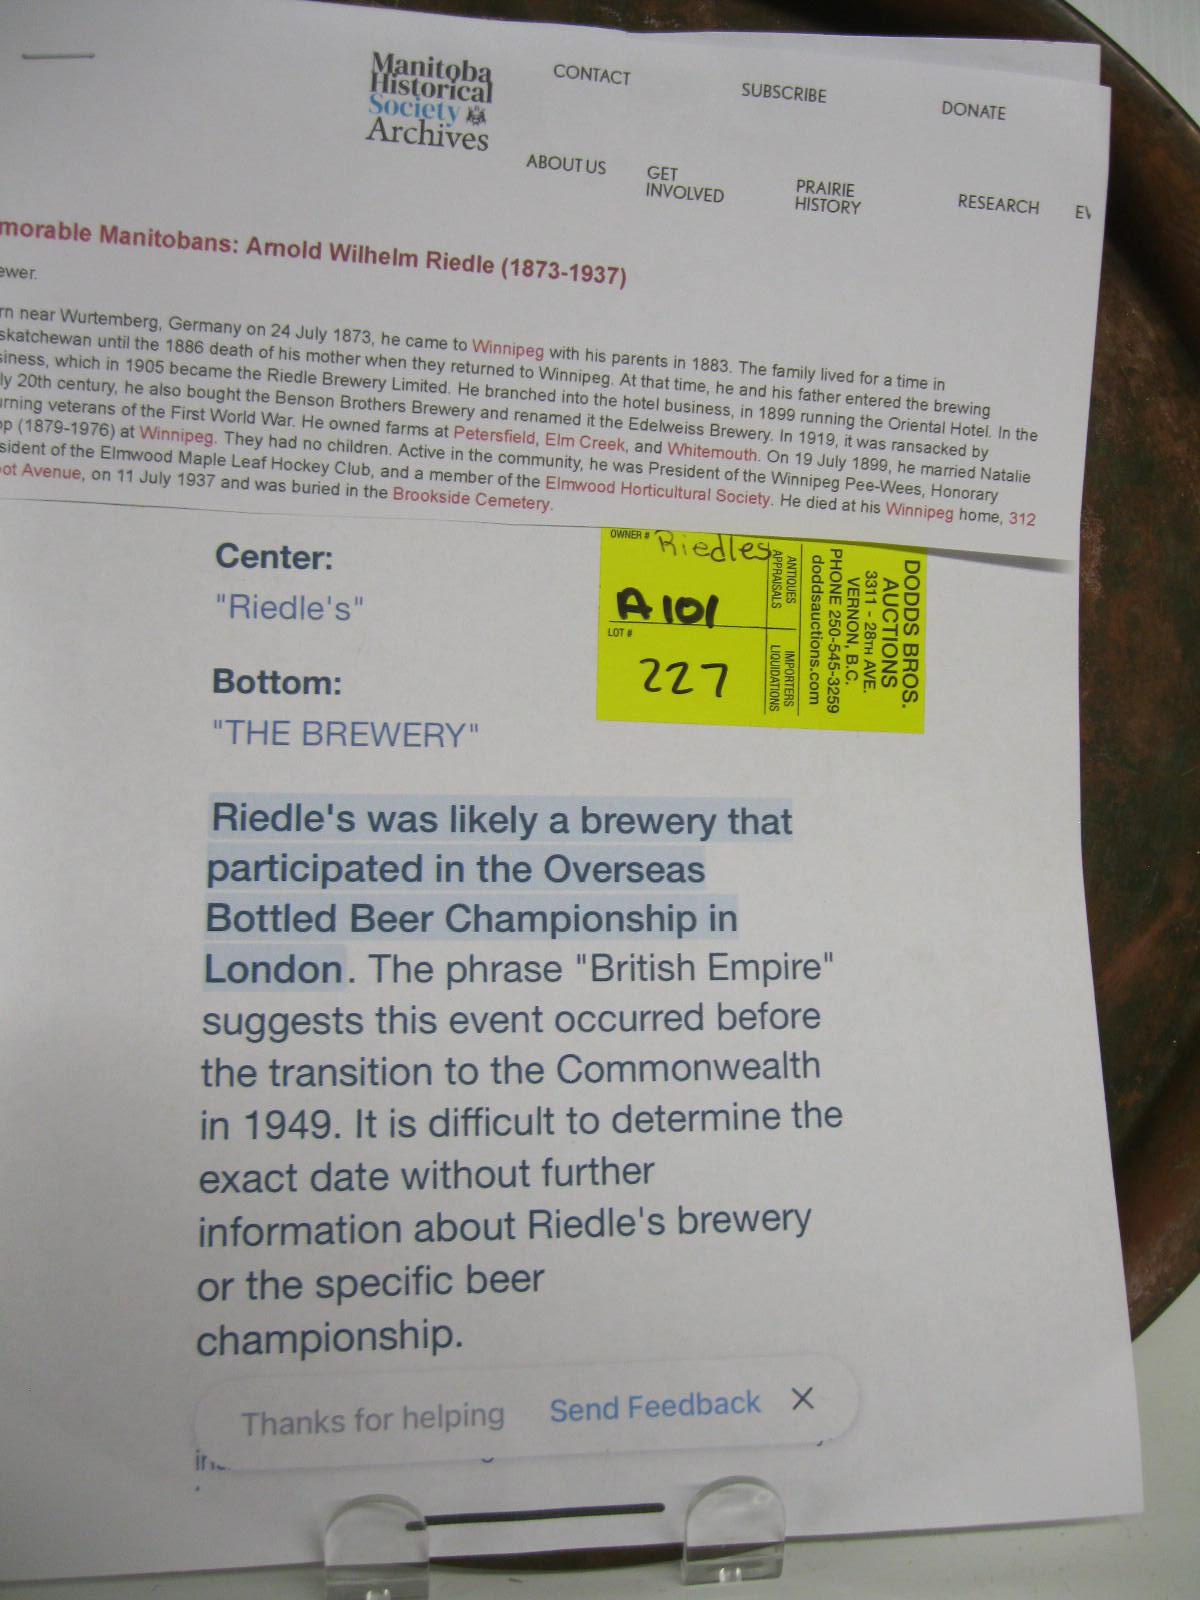 Manitoba
Historical
Society
Archives
CONTACT
SUBSCRIBE
DONATE
ABOUT US
GET
INVOLVED
PRAIRIE
HISTORY
RESEARCH
EV
morable Manitobans: Arnold Wilhelm Riedle (1873-1937)
ewer.
rn near Wurtemberg, Germany on 24 July 1873, he came to Winnipeg with his parents in 1883. The family lived for a time in
skatchewan until the 1886 death of his mother when they returned to Winnipeg. At that time, he and his father entered the brewing
siness, which in 1905 became the Riedle Brewery Limited. He branched into the hotel business, in 1899 running the Oriental Hotel. In the
ly 20th century, he also bought the Benson Brothers Brewery and renamed it the Edelweiss Brewery. In 1919, it was ransacked by
urning veterans of the First World War. He owned farms at Petersfield, Elm Creek, and Whitemouth. On 19 July 1899, he married Natalie
op (1879-1976) at Winnipeg. They had no children. Active in the community, he was President of the Winnipeg Pee-Wees, Honorary
sident of the Elmwood Maple Leaf Hockey Club, and a member of the Elmwood Horticultural Society. He died at his Winnipeg home, 312
bot Avenue, on 11 July 1937 and was buried in the Brookside Cemetery.
Center:
"Riedle's"
Bottom:
"THE BREWERY"
OWNER # Riedles
A101
LOT #
227
ANTIQUES
APPRAISALS
IMPORTERS
LIQUIDATIONS
DODDS BROS.
AUCTIONS
3311 - 28TH AVE.
VERNON, B.C.
PHONE 250-545-3259
doddsauctions.com
Riedle's was likely a brewery that
participated in the Overseas
Bottled Beer Championship in
London. The phrase "British Empire"
suggests this event occurred before
the transition to the Commonwealth
in 1949. It is difficult to determine the
exact date without further
information about Riedle's brewery
or the specific beer
championship.
Thanks for helping Send Feedback X